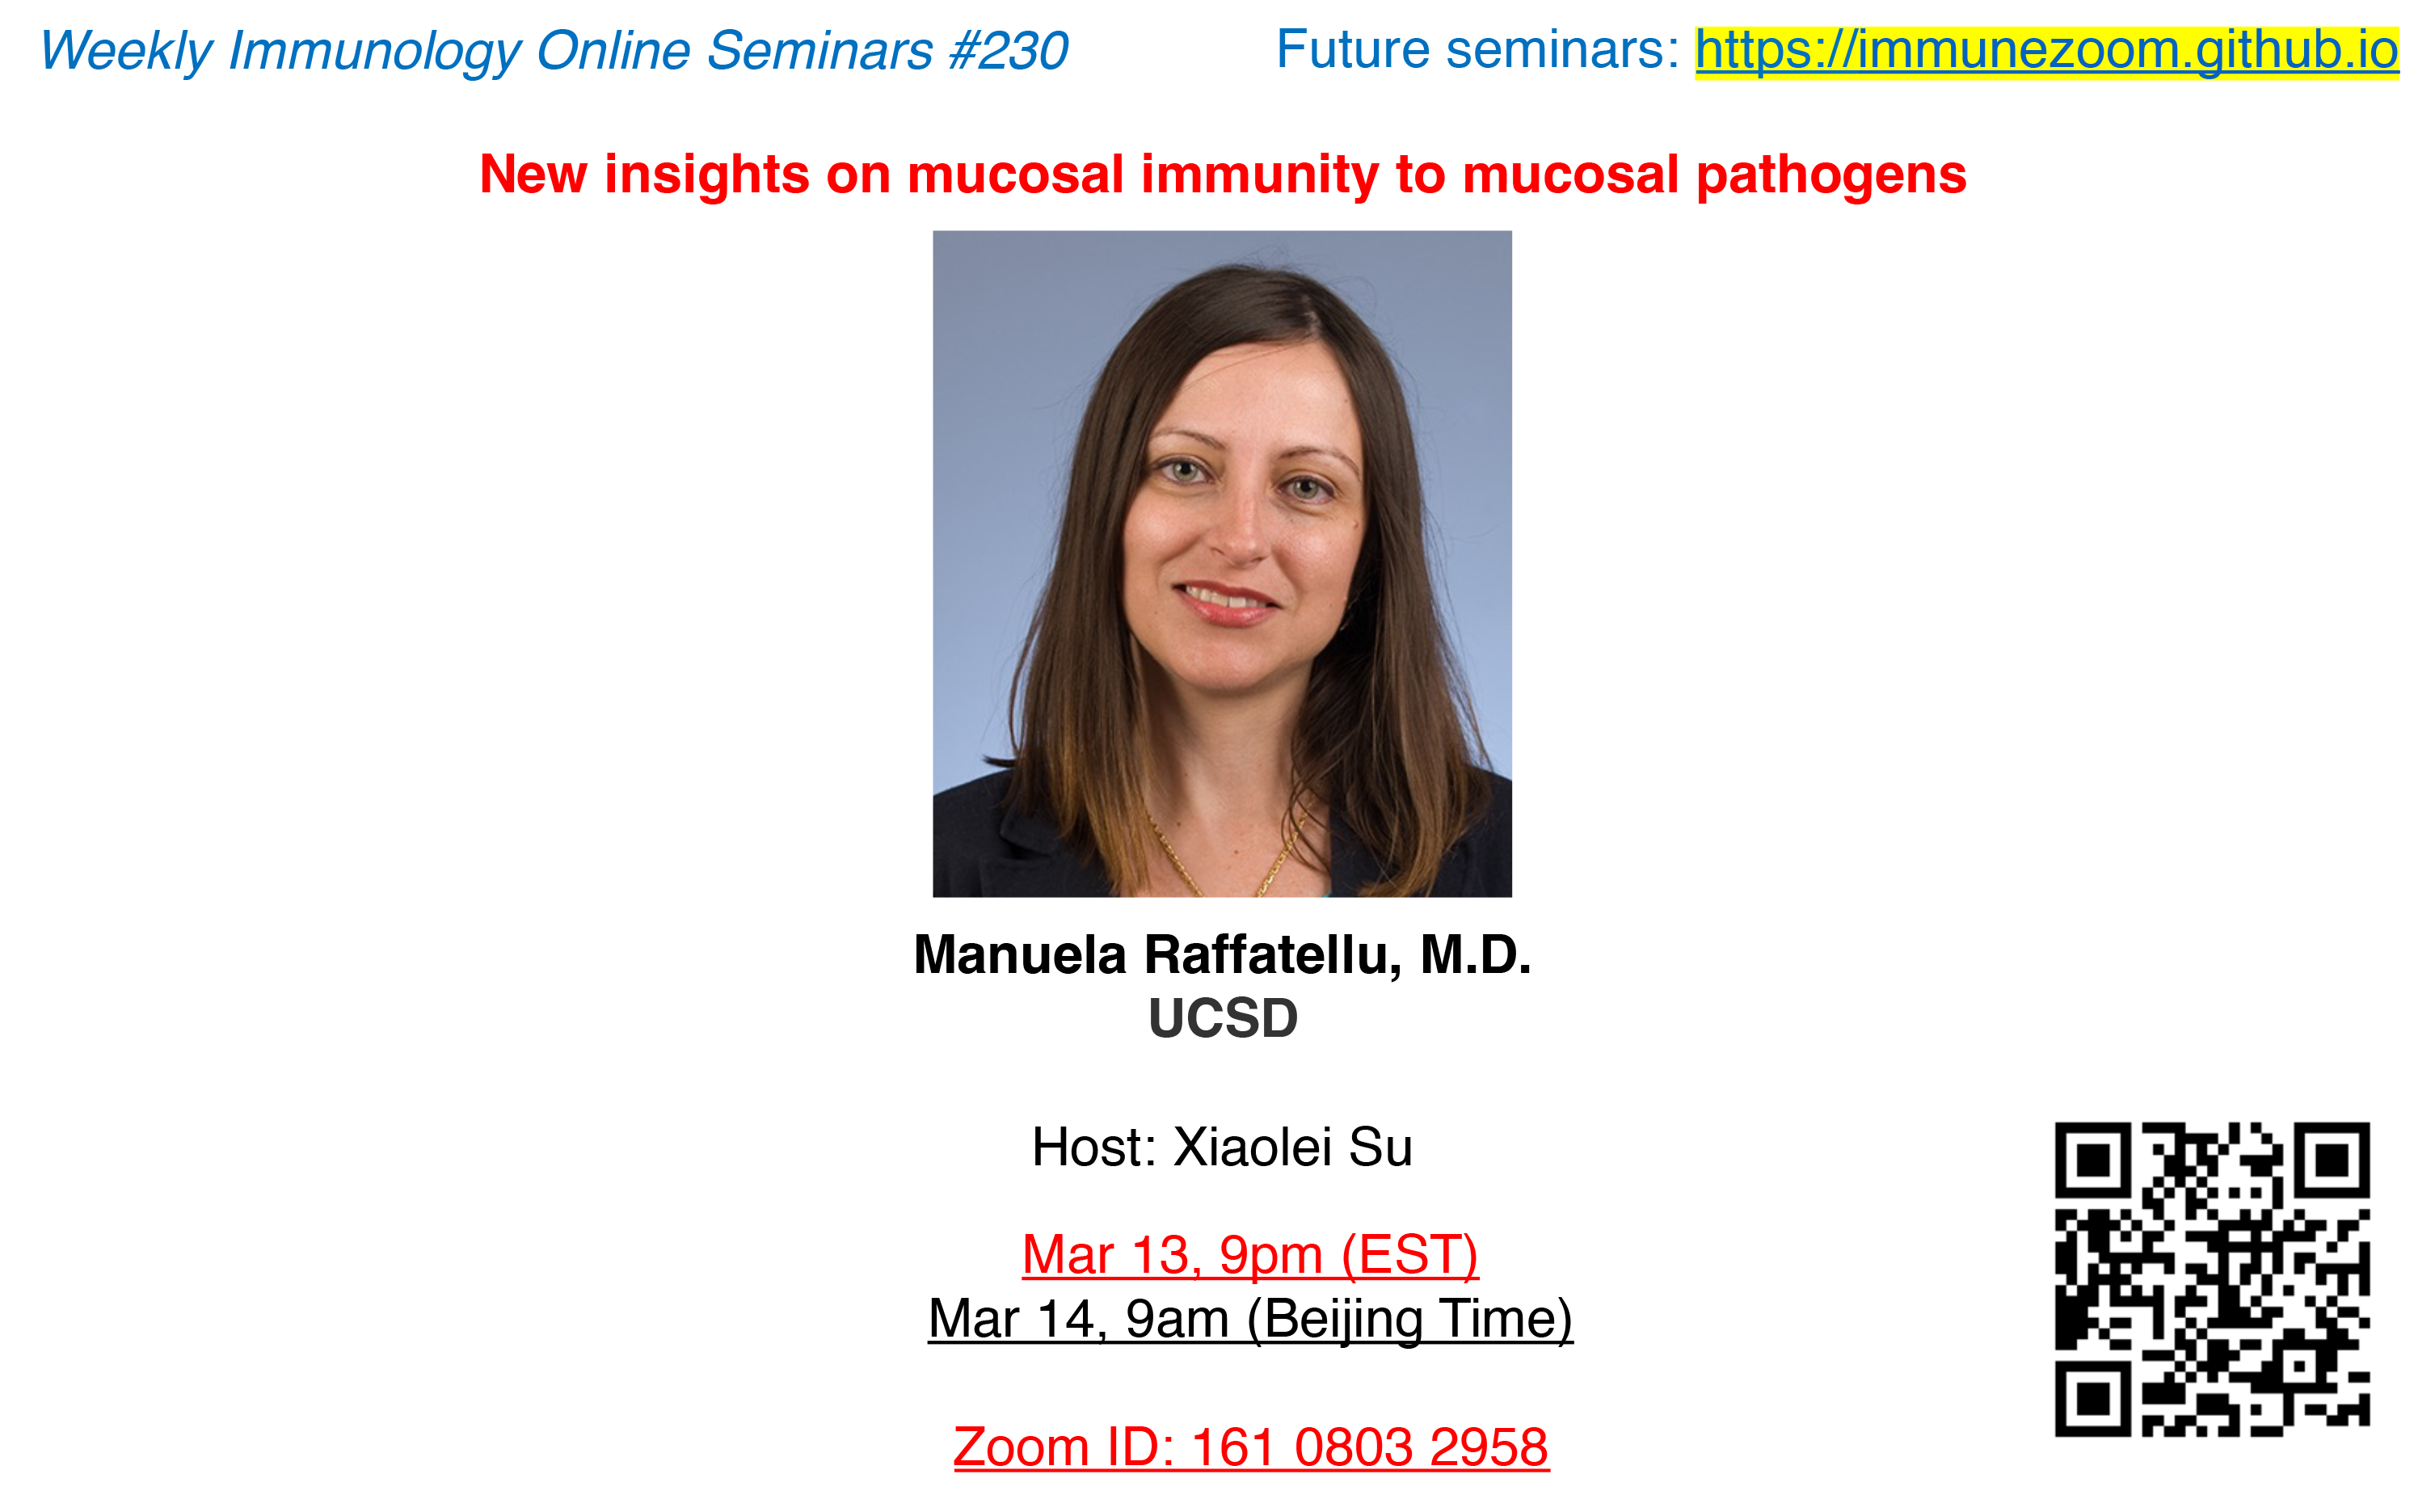 Weekly Immunology Online Seminars #230
Future seminars: https://immunezoom.github.io
New insights on mucosal immunity to mucosal pathogens
Manuela Raffatellu, M.D.
UCSD
Host: Xiaolei Su
Mar 13, 9pm (EST)
Mar 14, 9am (Beijing Time)
Zoom ID: 161 0803 2958